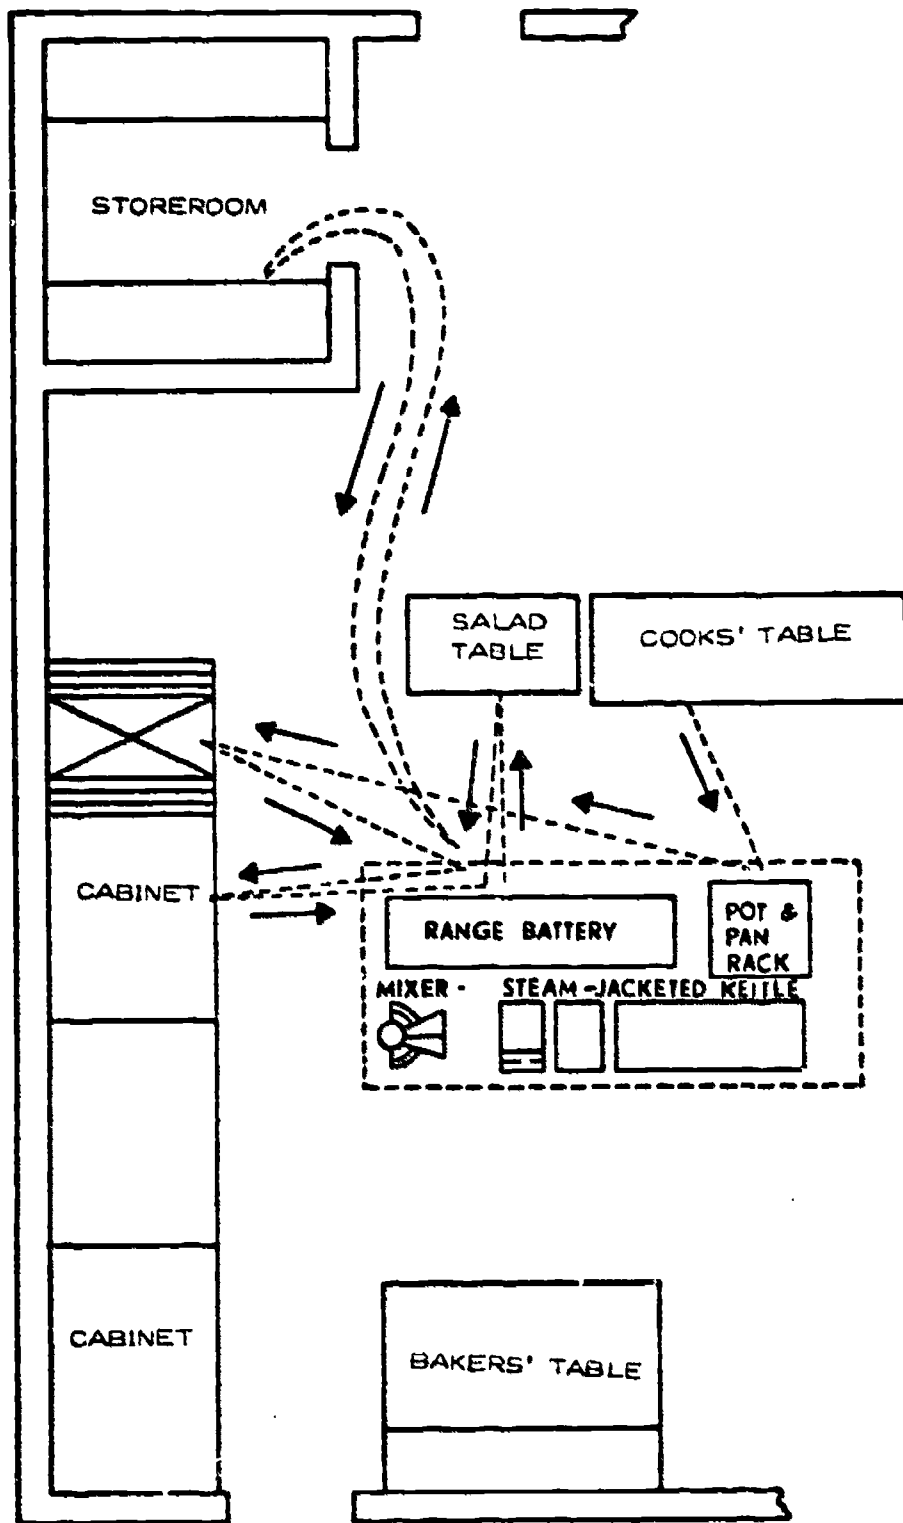 STOREROOM
SALAD
TABLE
COOKS' TABLE
CABINET
RANGE BATTERY
POT &
PAN
RACK
MIXER -
STEAM-JACKETED KETTLE
CABINET
BAKERS' TABLE